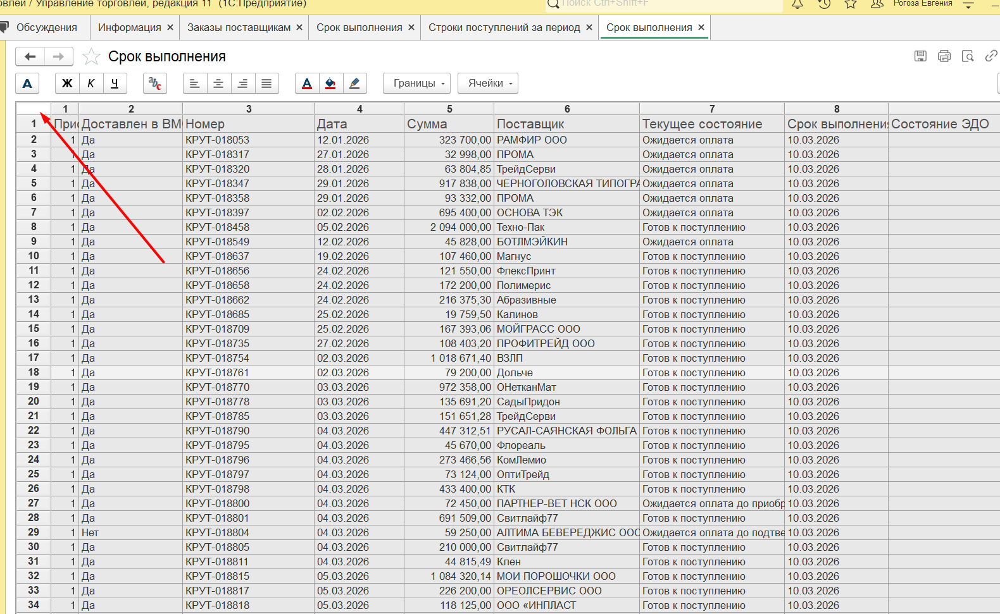 овлей / Управление торговлей, редакция 11 (1С:Предприятие) Поиск Ctrl+Shift+F Рогоза Евгения
Обсуждения Информация × Заказы поставщикам × Срок выполнения × Строки поступлений за период × Срок выполнения ×
Срок выполнения
А Ж К Ч abc А Границы Ячейки
1 2 3 4 5 6 7 8
1 При Доставлен в ВМ Номер Дата Сумма Поставщик Текущее состояние Срок выполнени Состояние ЭДО
2 1 Да КРУТ-018053 12.01.2026 323 700,00 РАМФИР ООО Ожидается оплата 10.03.2026
3 1 Да КРУТ-018317 27.01.2026 32 998,00 ПРОМА Ожидается оплата 10.03.2026
4 1 Да КРУТ-018320 28.01.2026 63 804,85 ТрейдСерви Ожидается оплата 10.03.2026
5 1 Да КРУТ-018347 29.01.2026 917 838,00 ЧЕРНОГОЛОВСКАЯ ТИПОГРА Ожидается оплата 10.03.2026
6 1 Да КРУТ-018358 29.01.2026 93 332,00 ПРОМА Ожидается оплата 10.03.2026
7 1 Да КРУТ-018397 02.02.2026 695 400,00 ОСНОВА ТЭК Ожидается оплата 10.03.2026
8 1 Да КРУТ-018458 05.02.2026 2 094 000,00 Техно-Пак Готов к поступлению 10.03.2026
9 1 Да КРУТ-018549 12.02.2026 45 828,00 БОТЛМЭЙКИН Ожидается оплата 10.03.2026
10 1 Да КРУТ-018637 19.02.2026 107 460,00 Магнус Готов к поступлению 10.03.2026
11 1 Да КРУТ-018656 24.02.2026 121 550,00 ФлексПринт Готов к поступлению 10.03.2026
12 1 Да КРУТ-018658 24.02.2026 172 200,00 Полимерис Готов к поступлению 10.03.2026
13 1 Да КРУТ-018662 24.02.2026 216 375,30 Абразивные Готов к поступлению 10.03.2026
14 1 Да КРУТ-018685 25.02.2026 19 759,50 Калинов Готов к поступлению 10.03.2026
15 1 Да КРУТ-018709 25.02.2026 167 393,06 МОЙГРАСС ООО Готов к поступлению 10.03.2026
16 1 Да КРУТ-018735 27.02.2026 108 403,20 ПРОФИТРЕЙД ООО Готов к поступлению 10.03.2026
17 1 Да КРУТ-018754 02.03.2026 1 018 671,40 ВЗЛП Готов к поступлению 10.03.2026
18 1 Да КРУТ-018761 02.03.2026 79 200,00 Дольче Готов к поступлению 10.03.2026
19 1 Да КРУТ-018770 03.03.2026 972 358,00 ОНетканМат Готов к поступлению 10.03.2026
20 1 Да КРУТ-018778 03.03.2026 135 691,20 СадыПридон Готов к поступлению 10.03.2026
21 1 Да КРУТ-018785 03.03.2026 151 651,28 ТрейдСерви Готов к поступлению 10.03.2026
22 1 Да КРУТ-018790 04.03.2026 447 312,51 РУСАЛ-САЯНСКАЯ ФОЛЬГА Готов к поступлению 10.03.2026
23 1 Да КРУТ-018795 04.03.2026 45 670,00 Флореаль Готов к поступлению 10.03.2026
24 1 Да КРУТ-018796 04.03.2026 273 466,56 КомЛемио Готов к поступлению 10.03.2026
25 1 Да КРУТ-018797 04.03.2026 73 124,00 ОптиТрейд Готов к поступлению 10.03.2026
26 1 Да КРУТ-018798 04.03.2026 433 400,00 КТК Готов к поступлению 10.03.2026
27 1 Да КРУТ-018800 04.03.2026 72 450,00 ПАРТНЕР-ВЕТ НСК ООО Ожидается оплата до приобр 10.03.2026
28 1 Да КРУТ-018801 04.03.2026 691 509,00 Свитлайф77 Готов к поступлению 10.03.2026
29 1 Нет КРУТ-018804 04.03.2026 59 250,00 АЛТИМА БЕВЕРЕДЖИС ООО Ожидается оплата до подтве 10.03.2026
30 1 Да КРУТ-018805 04.03.2026 210 000,00 Свитлайф77 Готов к поступлению 10.03.2026
31 1 Да КРУТ-018811 04.03.2026 44 815,49 Клен Готов к поступлению 10.03.2026
32 1 Да КРУТ-018815 05.03.2026 1 084 320,14 МОИ ПОРОШОЧКИ ООО Готов к поступлению 10.03.2026
33 1 Да КРУТ-018817 05.03.2026 226 200,00 ОРЕОЛСЕРВИС ООО Готов к поступлению 10.03.2026
34 1 Да КРУТ-018818 05.03.2026 118 125,00 ООО «ИНПЛАСТ Готов к поступлению 10.03.2026